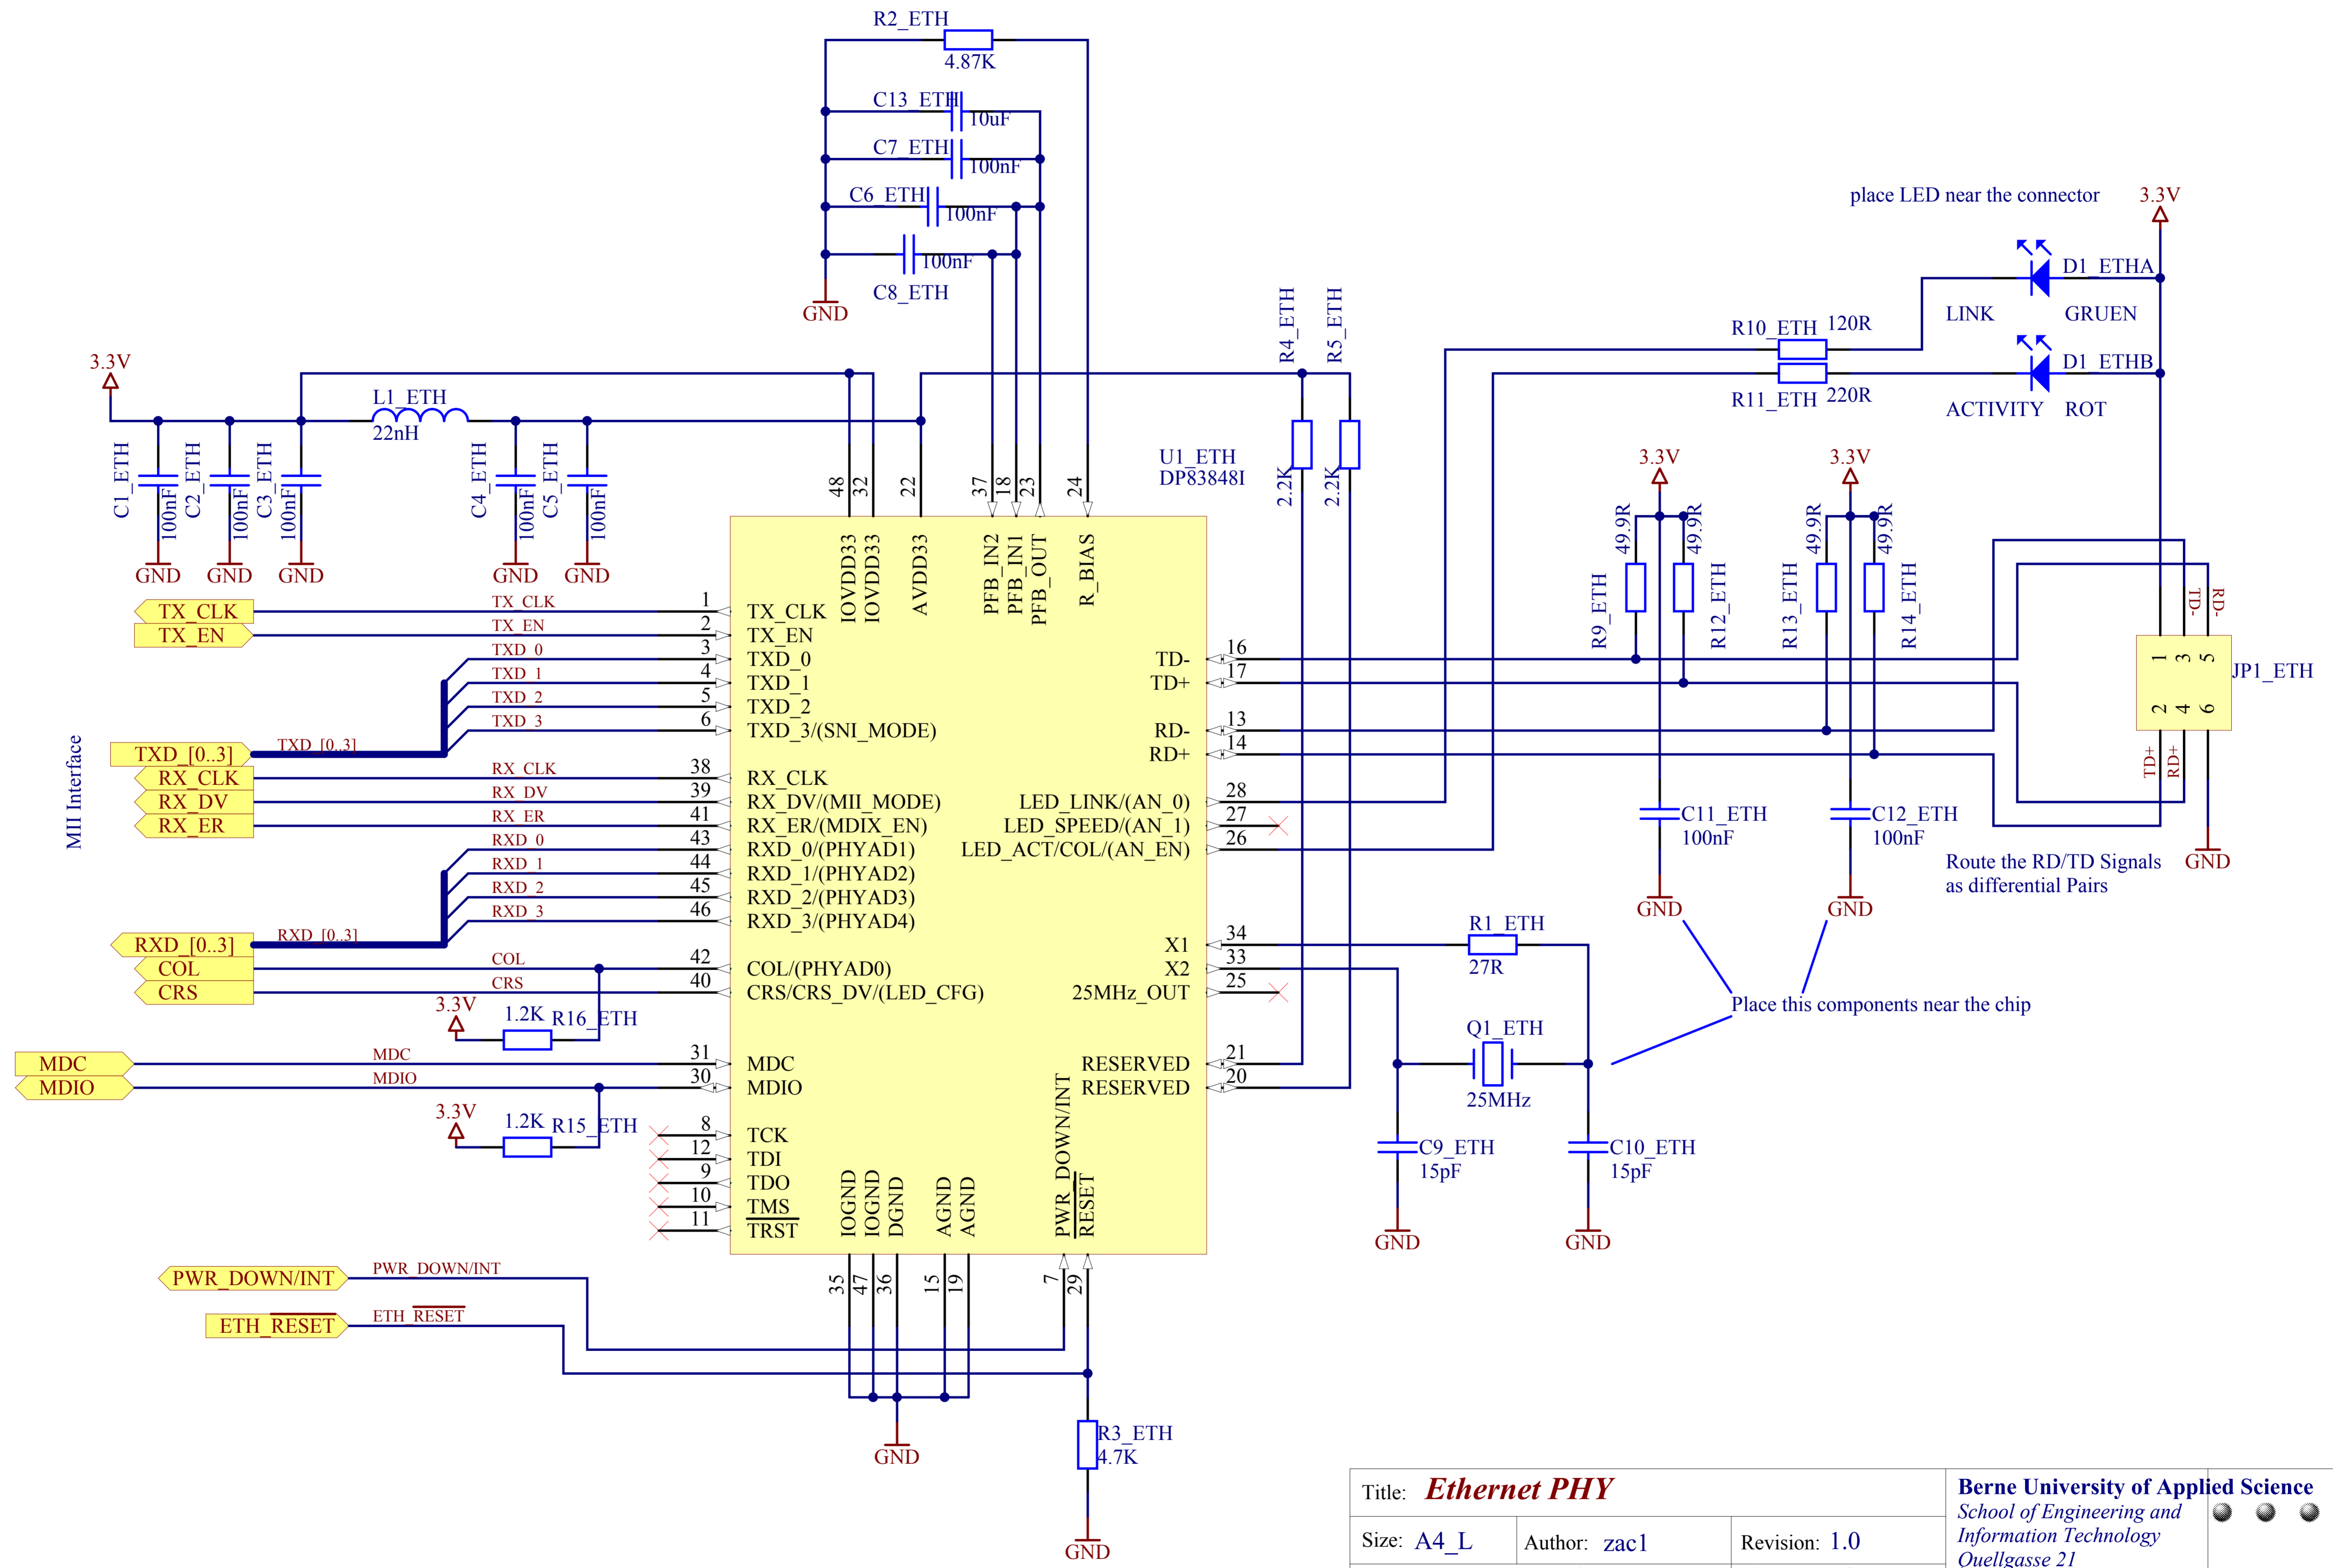 R2_ETH
4.87K
C13_ETH
10uF
C7_ETH
100nF
C6_ETH
100nF
100nF
C8_ETH
GND
place LED near the connector
3.3V
D1_ETHA
LINK
GRUEN
R10_ETH
120R
D1_ETHB
R11_ETH
220R
ACTIVITY
ROT
R4_ETH
R5_ETH
2.2K
2.2K
3.3V
L1_ETH
22nH
C1_ETH
100nF
C2_ETH
100nF
C3_ETH
100nF
C4_ETH
100nF
C5_ETH
100nF
GND
GND
GND
GND
GND
U1_ETH
DP83848I
48
32
22
37
18
23
24
IOVDD33
IOVDD33
AVDD33
PFB_IN2
PFB_IN1
PFB_OUT
R_BIAS
MII Interface
TX_CLK
TX_CLK
1
TX_CLK
TX_EN
TX_EN
2
TX_EN
TXD_0
3
TXD_0
TXD_1
4
TXD_1
TXD_2
5
TXD_2
TXD_3
6
TXD_3/(SNI_MODE)
TXD_[0..3]
TXD_[0..3]
RX_CLK
RX_CLK
38
RX_CLK
RX_DV
RX_DV
39
RX_DV/(MII_MODE)
RX_ER
RX_ER
41
RX_ER/(MDIX_EN)
RXD_0
43
RXD_0/(PHYAD1)
RXD_1
44
RXD_1/(PHYAD2)
RXD_2
45
RXD_2/(PHYAD3)
RXD_3
46
RXD_3/(PHYAD4)
RXD_[0..3]
RXD_[0..3]
COL
COL
42
COL/(PHYAD0)
CRS
CRS
40
CRS/CRS_DV/(LED_CFG)
3.3V
1.2K
R16_ETH
MDC
MDC
31
MDC
MDIO
MDIO
30
MDIO
3.3V
1.2K
R15_ETH
8
TCK
12
TDI
9
TDO
10
TMS
11
TRST
TD-
16
TD+
17
RD-
13
RD+
14
LED_LINK/(AN_0)
28
LED_SPEED/(AN_1)
27
LED_ACT/COL/(AN_EN)
26
X1
34
X2
33
25MHz_OUT
25
RESERVED
21
RESERVED
20
IOGND
IOGND
DGND
AGND
AGND
PWR_DOWN/INT
RESET
35
47
36
15
19
7
29
PWR_DOWN/INT
PWR_DOWN/INT
ETH_RESET
ETH_RESET
GND
R3_ETH
4.7K
GND
3.3V
3.3V
49.9R
49.9R
49.9R
49.9R
R9_ETH
R12_ETH
R13_ETH
R14_ETH
TD-
RD-
1
3
5
2
4
6
JP1_ETH
TD+
RD+
GND
C11_ETH
100nF
C12_ETH
100nF
GND
GND
Route the RD/TD Signals
as differential Pairs
R1_ETH
27R
Q1_ETH
25MHz
Place this components near the chip
C9_ETH
15pF
C10_ETH
15pF
GND
GND
Title: Ethernet PHY
Size: A4_L
Author: zac1
Revision: 1.0
Berne University of Applied Science
School of Engineering and
Information Technology
Quellgasse 21